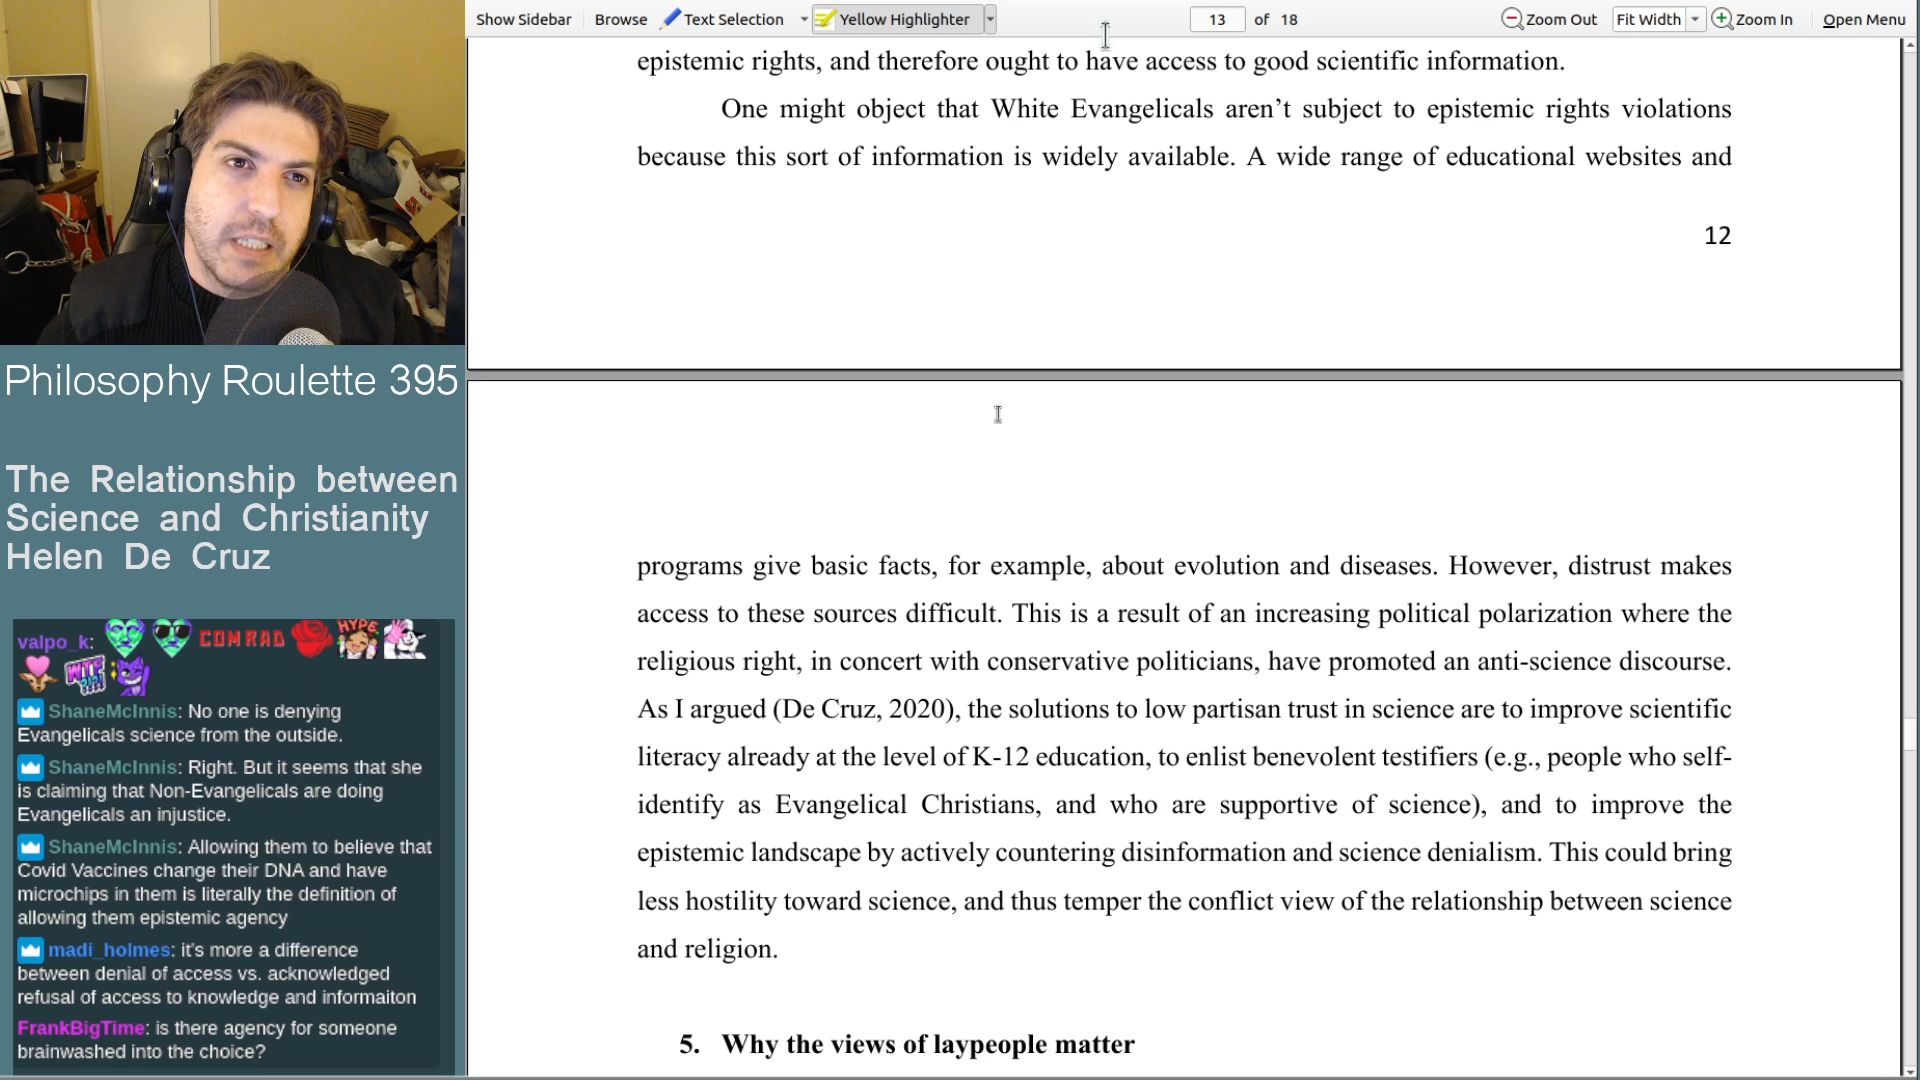 Show Sidebar Browse Text Selection Yellow Highlighter 13 of 18 Zoom Out Fit Width Zoom In Open Menu
epistemic rights, and therefore ought to have access to good scientific information.
One might object that White Evangelicals aren’t subject to epistemic rights violations
because this sort of information is widely available. A wide range of educational websites and
12
programs give basic facts, for example, about evolution and diseases. However, distrust makes
access to these sources difficult. This is a result of an increasing political polarization where the
religious right, in concert with conservative politicians, have promoted an anti-science discourse.
As I argued (De Cruz, 2020), the solutions to low partisan trust in science are to improve scientific
literacy already at the level of K-12 education, to enlist benevolent testifiers (e.g., people who self-
identify as Evangelical Christians, and who are supportive of science), and to improve the
epistemic landscape by actively countering disinformation and science denialism. This could bring
less hostility toward science, and thus temper the conflict view of the relationship between science
and religion.
5. Why the views of laypeople matter
Philosophy Roulette 395
The Relationship between
Science and Christianity
Helen De Cruz
valpo_k: COMRAD HYPE
WTF
ShaneMcInnis: No one is denying
Evangelicals science from the outside.
ShaneMcInnis: Right. But it seems that she
is claiming that Non-Evangelicals are doing
Evangelicals an injustice.
ShaneMcInnis: Allowing them to believe that
Covid Vaccines change their DNA and have
microchips in them is literally the definition of
allowing them epistemic agency
madi_holmes: it's more a difference
between denial of access vs. acknowledged
refusal of access to knowledge and informaiton
FrankBigTime: is there agency for someone
brainwashed into the choice?